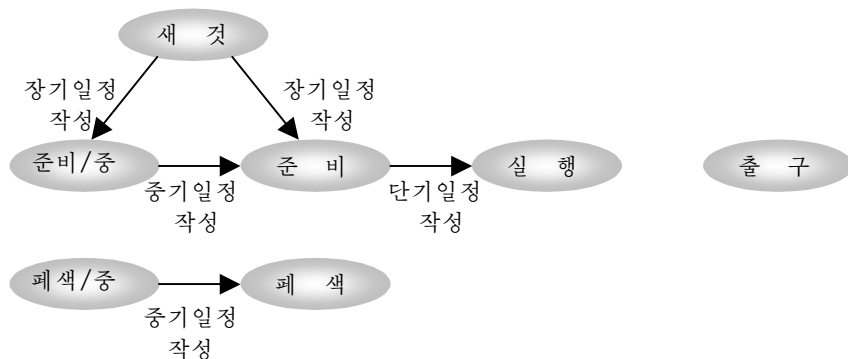 새 것
장기일정
작성
장기일정
작성
준비/중
준 비
실 행
출 구
중기일정
작성
단기일정
작성
페색/중
페 색
중기일정
작성